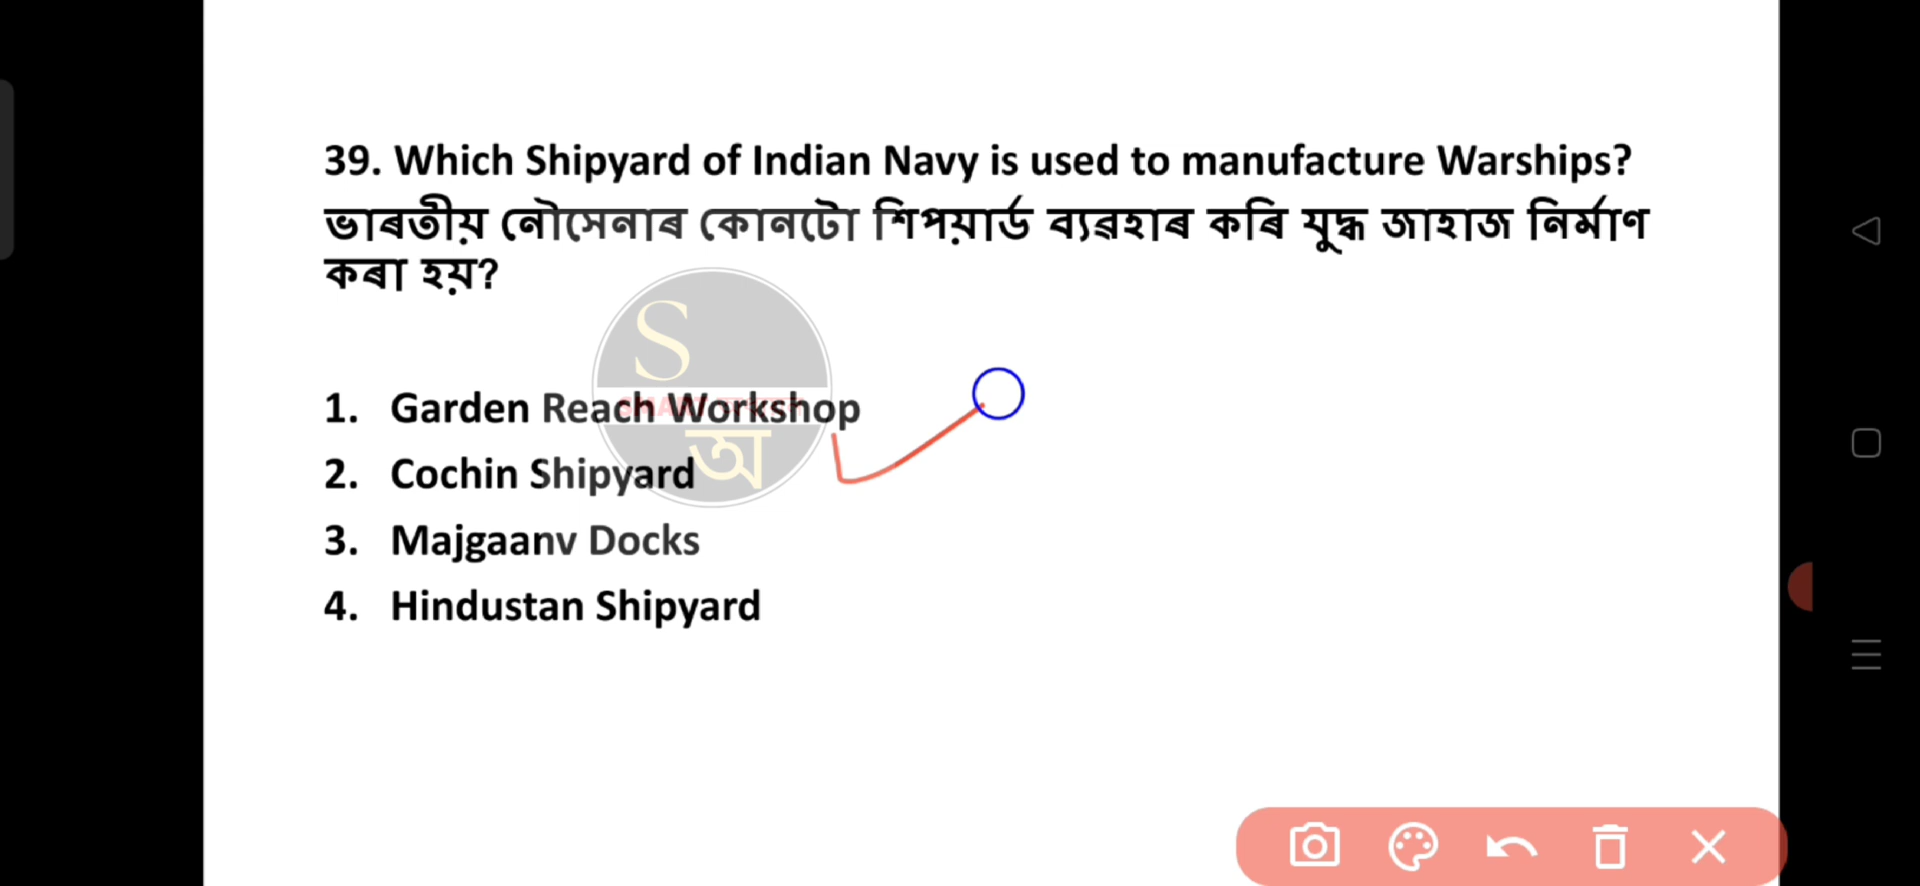 39. Which Shipyard of Indian Navy is used to manufacture Warships?
ভাৰতীয় নৌসেনাৰ কোনটো শিপয়াৰ্ড ব্যৱহাৰ কৰি যুদ্ধ জাহাজ নিৰ্মাণ
কৰা হয়?
S
1. Garden Reach Workshop
SMART
অ
2. Cochin Shipyard
3. Majgaanv Docks
4. Hindustan Shipyard